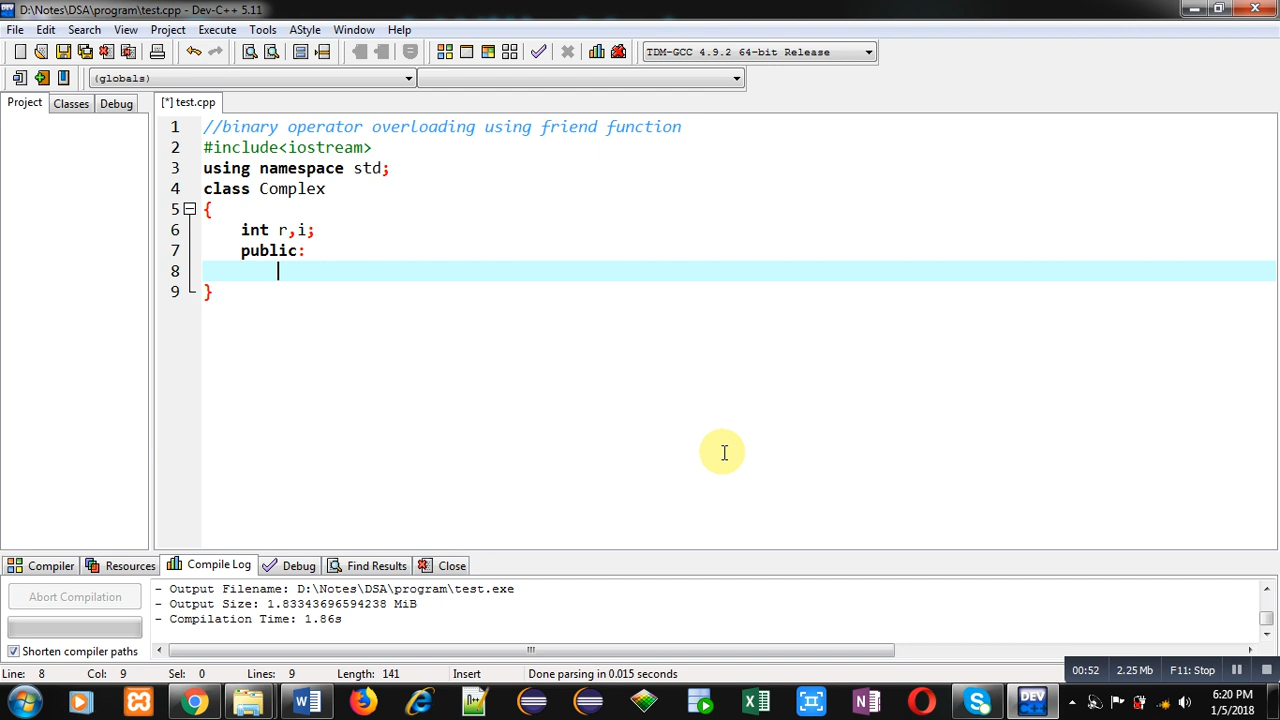 D:\Notes\DSA\program\test.cpp - Dev-C++ 5.11
File Edit Search View Project Execute Tools AStyle Window Help
TDM-GCC 4.9.2 64-bit Release
(globals)
Project Classes Debug [*] test.cpp
1 //binary operator overloading using friend function
2 #include<iostream>
3 using namespace std;
4 class Complex
5 {
6 int r,i;
7 public:
8
9 }
Compiler Resources Compile Log Debug Find Results Close
Abort Compilation
- Output Filename: D:\Notes\DSA\program\test.exe
- Output Size: 1.83343696594238 MiB
- Compilation Time: 1.86s
Shorten compiler paths
Line: 8 Col: 9 Sel: 0 Lines: 9 Length: 141 Insert Done parsing in 0.015 seconds
00:52 2.25 Mb F11: Stop
DEV
6:20 PM
1/5/2018